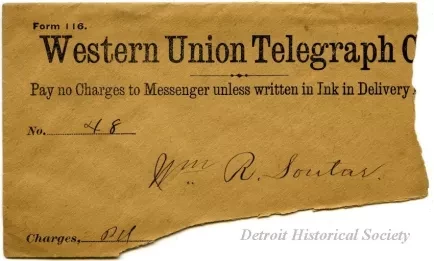 Form 116.
Western Union Telegraph C
Pay no Charges to Messenger unless written in Ink in Delivery
No. 48
Wm R. Soutar.
Charges, Pd
Detroit Historical Society